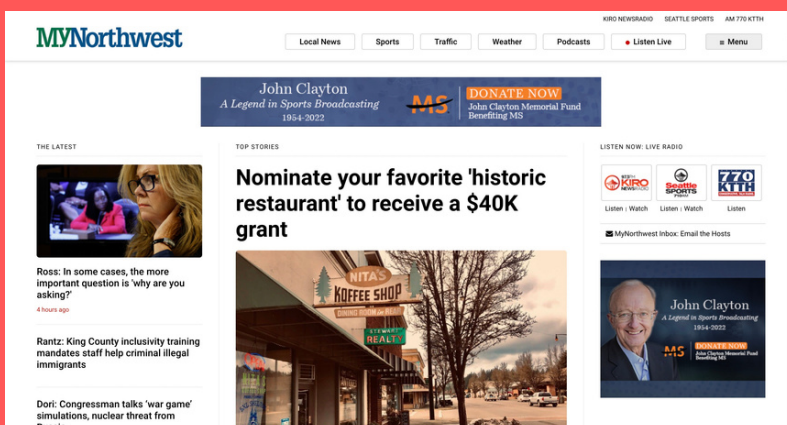 KIRO NEWSRADIO SEATTLE SPORTS AM 770 KTTH
MYNorthwest
Local News Sports Traffic Weather Podcasts Listen Live Menu
John Clayton
A Legend in Sports Broadcasting
1954-2022
MS
DONATE NOW
John Clayton Memorial Fund
Benefiting MS
THE LATEST
Ross: In some cases, the more
important question is 'why are you
asking?'
4 hours ago
Rantz: King County inclusivity training
mandates staff help criminal illegal
immigrants
Dori: Congressman talks ‘war game’
simulations, nuclear threat from
TOP STORIES
Nominate your favorite 'historic
restaurant' to receive a $40K
grant
NITA'S
KOFFEE SHOP
DINING ROOM
STEWART
REALTY
LISTEN NOW: LIVE RADIO
KIRO
NEWSRADIO
Seattle
SPORTS
770
KTTH
Listen | Watch Listen | Watch Listen
MyNorthwest Inbox: Email the Hosts
John Clayton
A Legend in Sports Broadcasting
1954-2022
MS
DONATE NOW
John Clayton Memorial Fund
Benefiting MS